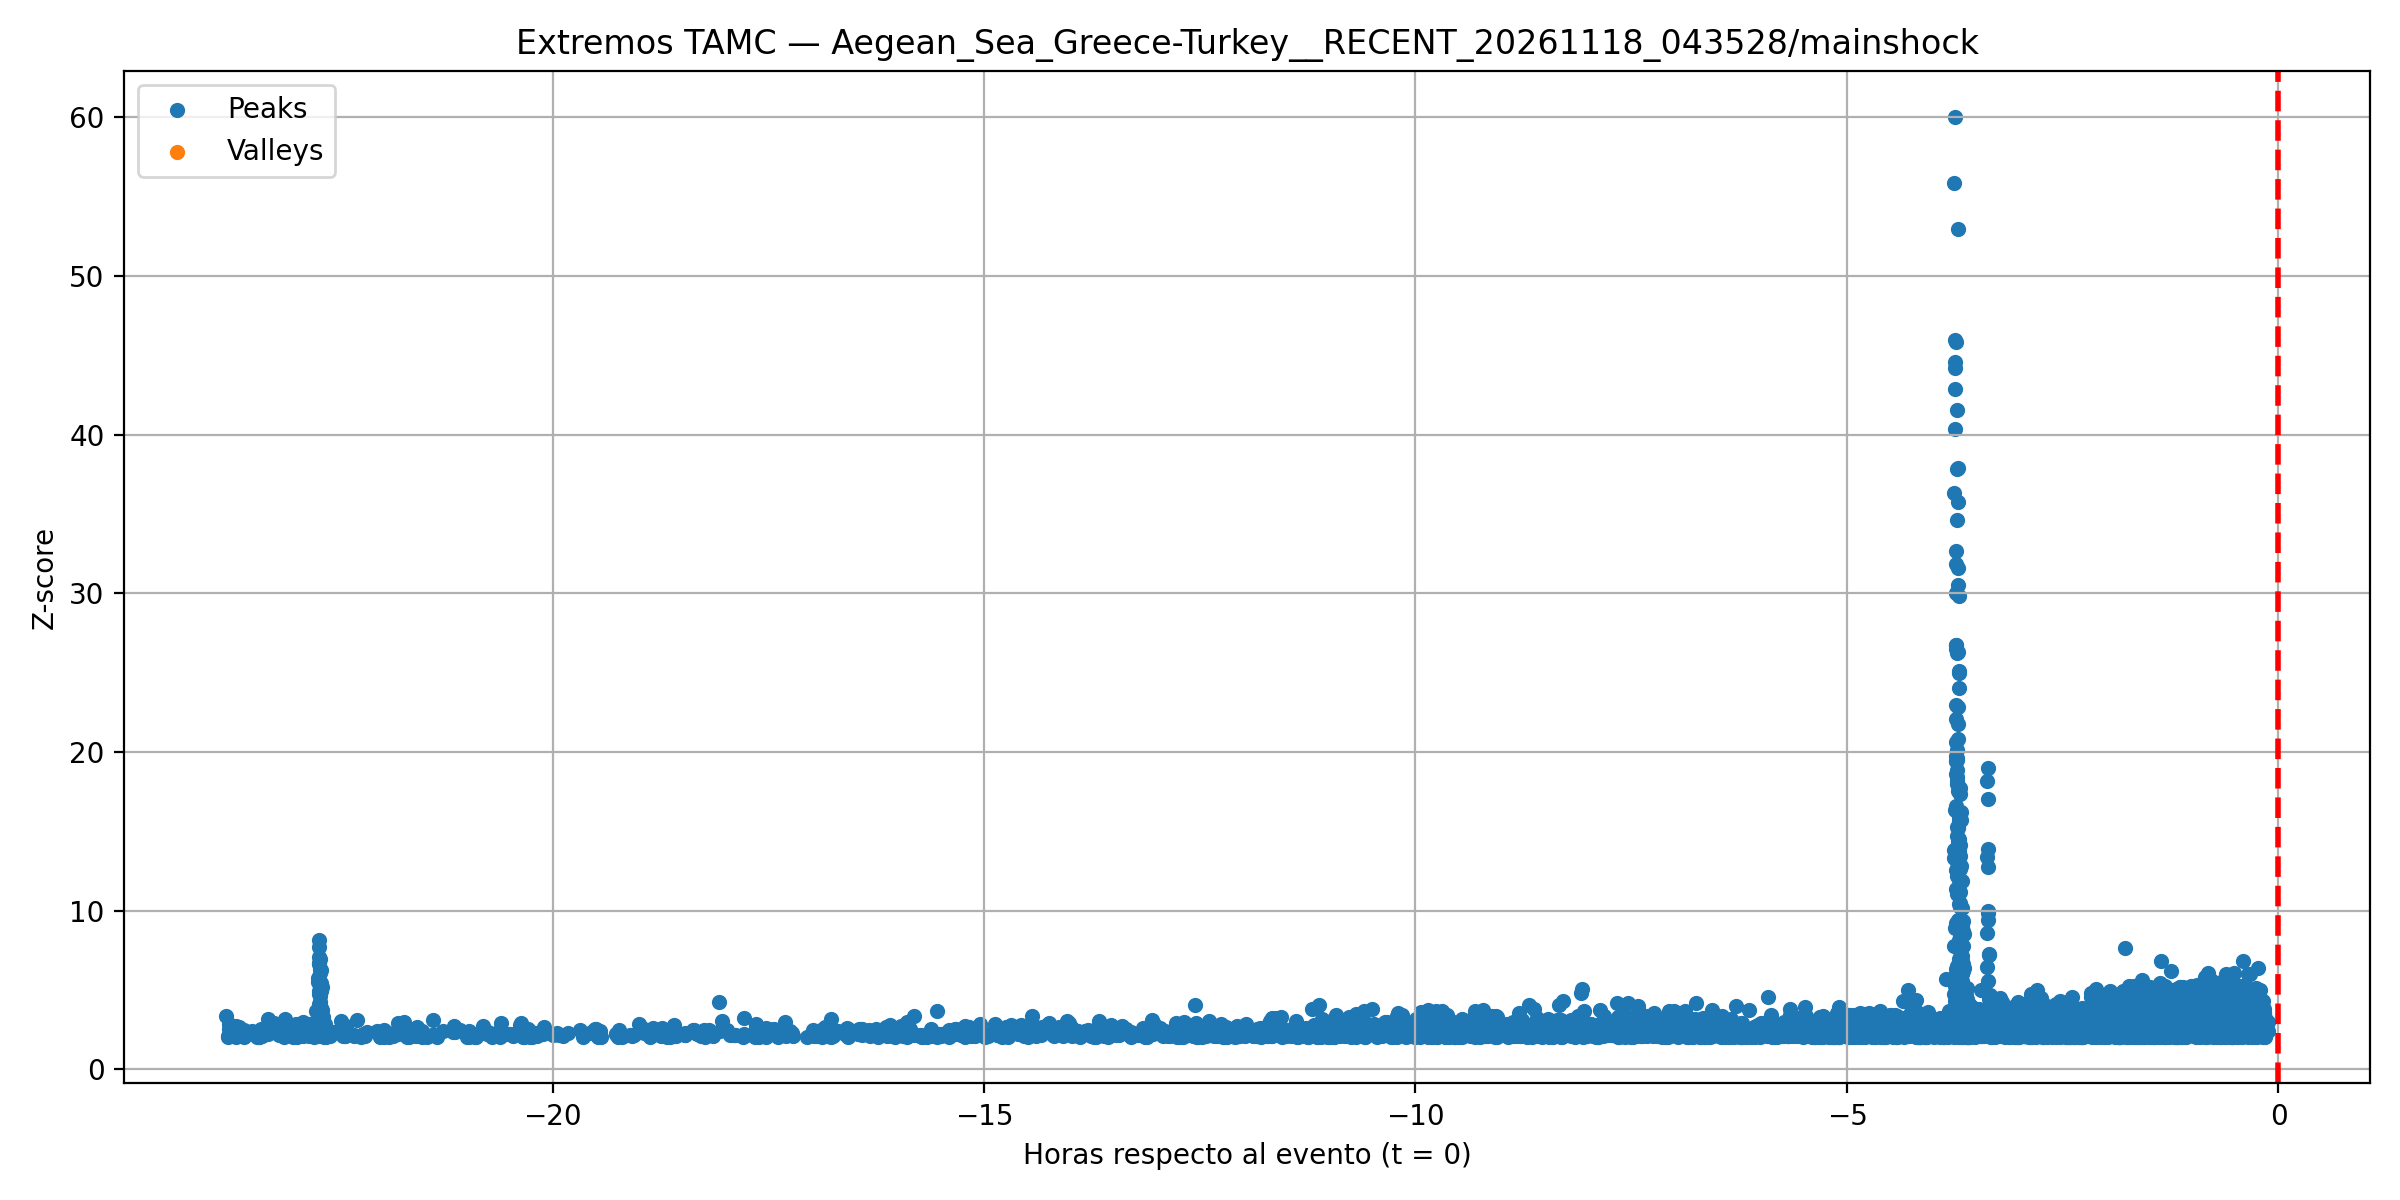 Extremos TAMC — Aegean_Sea_Greece-Turkey__RECENT_20261118_043528/mainshock
Peaks
Valleys
60
50
40
30
20
10
0
Z-score
−20 −15 −10 −5 0
Horas respecto al evento (t = 0)